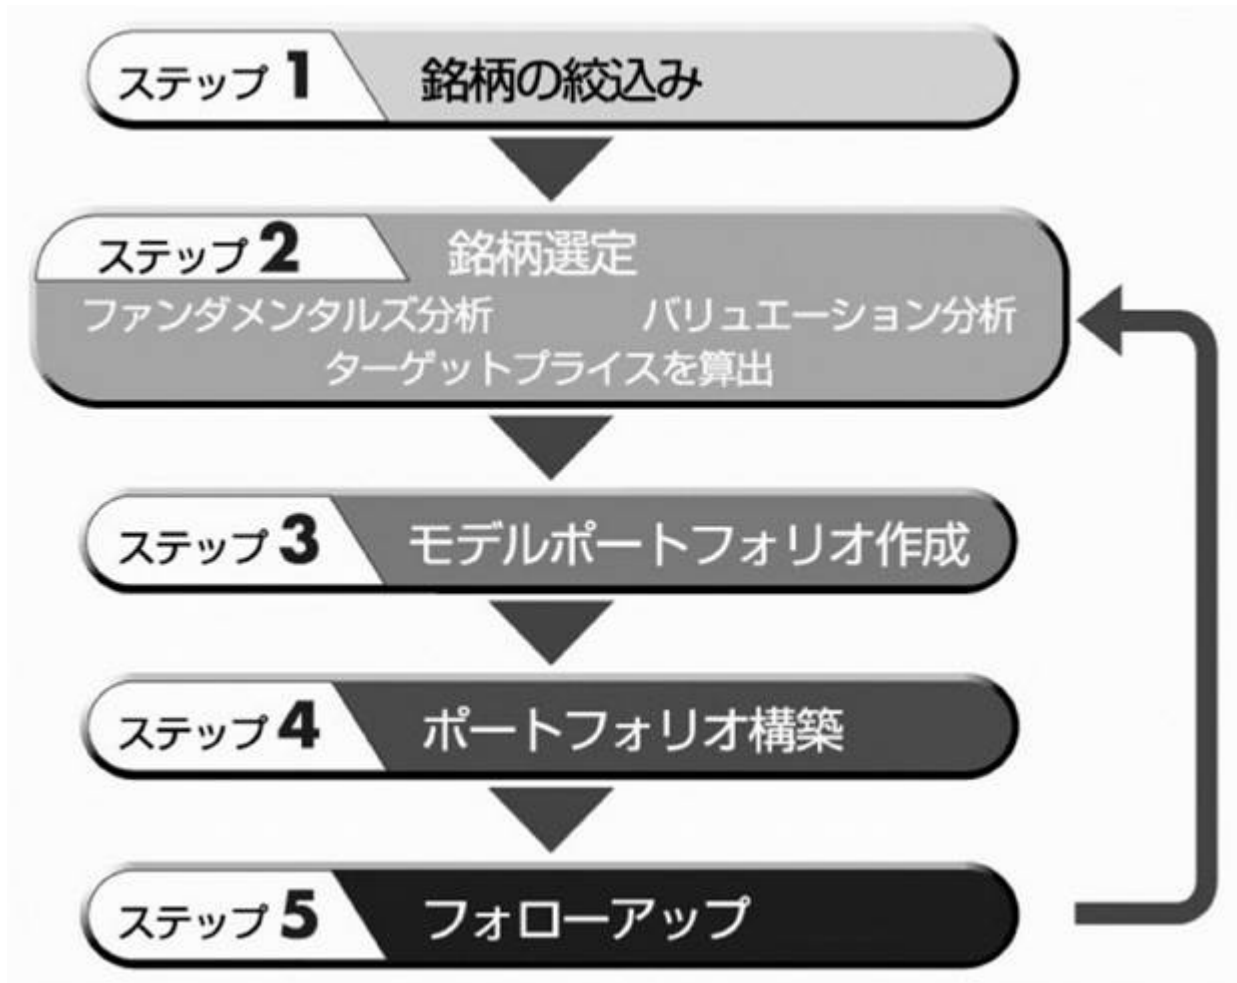 ステップ1 銘柄の絞込み
ステップ2 銘柄選定
ファンダメンタルズ分析 バリュエーション分析
ターゲットプライスを算出
ステップ3 モデルポートフォリオ作成
ステップ4 ポートフォリオ構築
ステップ5 フォローアップ